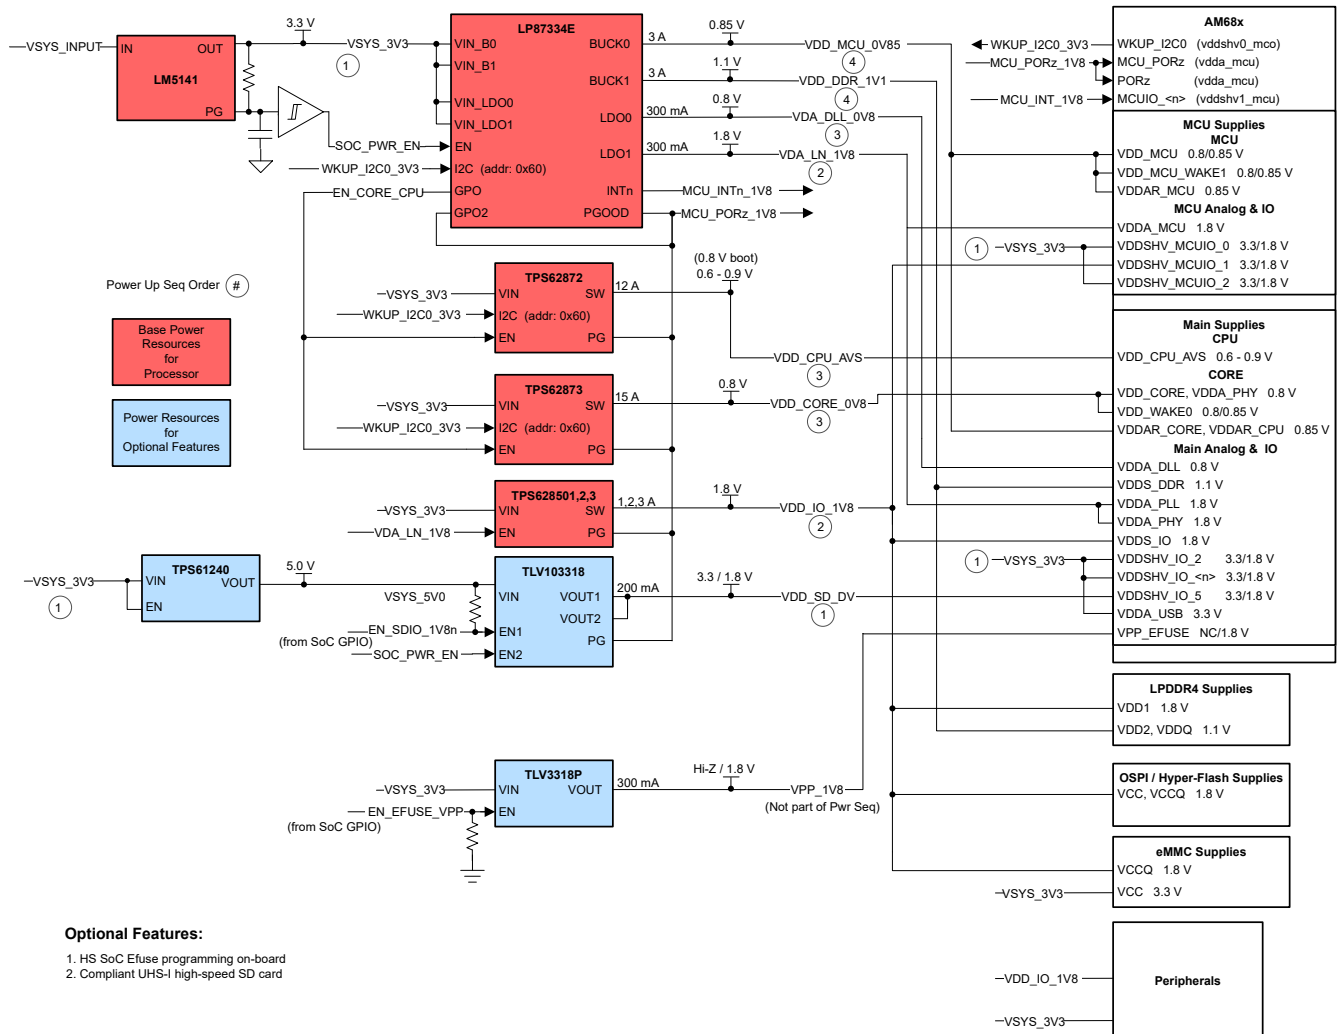 VSYS_INPUT
IN
OUT
LM5141
PG
3.3 V
VSYS_3V3
1
SOC_PWR_EN
WKUP_I2C0_3V3
EN_CORE_CPU
LP87334E
VIN_B0
VIN_B1
VIN_LDO0
VIN_LDO1
EN
I2C (addr: 0x60)
GPO
GPO2
BUCK0
BUCK1
LDO0
LDO1
INTn
PGOOD
3 A
0.85 V
VDD_MCU_0V85
4
3 A
1.1 V
VDD_DDR_1V1
4
300 mA
0.8 V
VDA_DLL_0V8
3
300 mA
1.8 V
VDA_LN_1V8
2
MCU_INTn_1V8
MCU_PORz_1V8
Power Up Seq Order #
Base Power
Resources
for
Processor
Power Resources
for
Optional Features
VSYS_3V3
WKUP_I2C0_3V3
TPS62872
VIN
SW
I2C (addr: 0x60)
EN
PG
12 A
(0.8 V boot)
0.6 - 0.9 V
VDD_CPU_AVS
3
VSYS_3V3
WKUP_I2C0_3V3
TPS62873
VIN
SW
I2C (addr: 0x60)
EN
PG
15 A
0.8 V
VDD_CORE_0V8
3
VSYS_3V3
VDA_LN_1V8
TPS628501,2,3
VIN
SW
EN
PG
1,2,3 A
1.8 V
VDD_IO_1V8
2
VSYS_3V3
1
TPS61240
VIN
VOUT
EN
5.0 V
VSYS_5V0
EN_SDIO_1V8n
(from SoC GPIO)
SOC_PWR_EN
TLV103318
VIN
VOUT1
VOUT2
EN1
PG
EN2
200 mA
3.3 / 1.8 V
VDD_SD_DV
1
VSYS_3V3
EN_EFUSE_VPP
(from SoC GPIO)
TLV3318P
VIN
VOUT
EN
300 mA
Hi-Z / 1.8 V
VPP_1V8
(Not part of Pwr Seq)
AM68x
WKUP_I2C0_3V3
WKUP_I2C0 (vddshv0_mco)
MCU_PORz_1V8
MCU_PORz (vdda_mcu)
PORz (vdda_mcu)
MCU_INT_1V8
MCUIO_<n> (vddshv1_mcu)
MCU Supplies
MCU
VDD_MCU 0.8/0.85 V
VDD_MCU_WAKE1 0.8/0.85 V
VDDAR_MCU 0.85 V
MCU Analog & IO
VDDA_MCU 1.8 V
1
VSYS_3V3
VDDSHV_MCUIO_0 3.3/1.8 V
VDDSHV_MCUIO_1 3.3/1.8 V
VDDSHV_MCUIO_2 3.3/1.8 V
Main Supplies
CPU
VDD_CPU_AVS 0.6 - 0.9 V
CORE
VDD_CORE, VDDA_PHY 0.8 V
VDD_WAKE0 0.8/0.85 V
VDDAR_CORE, VDDAR_CPU 0.85 V
Main Analog & IO
VDDA_DLL 0.8 V
VDDS_DDR 1.1 V
VDDA_PLL 1.8 V
VDDA_PHY 1.8 V
VDDS_IO 1.8 V
1
VSYS_3V3
VDDSHV_IO_2 3.3/1.8 V
VDDSHV_IO_<n> 3.3/1.8 V
VDDSHV_IO_5 3.3/1.8 V
VDDA_USB 3.3 V
VPP_EFUSE NC/1.8 V
LPDDR4 Supplies
VDD1 1.8 V
VDD2, VDDQ 1.1 V
OSPI / Hyper-Flash Supplies
VCC, VCCQ 1.8 V
eMMC Supplies
VCCQ 1.8 V
VSYS_3V3
VCC 3.3 V
VDD_IO_1V8
Peripherals
VSYS_3V3
Optional Features:
1. HS SoC Efuse programming on-board
2. Compliant UHS-I high-speed SD card